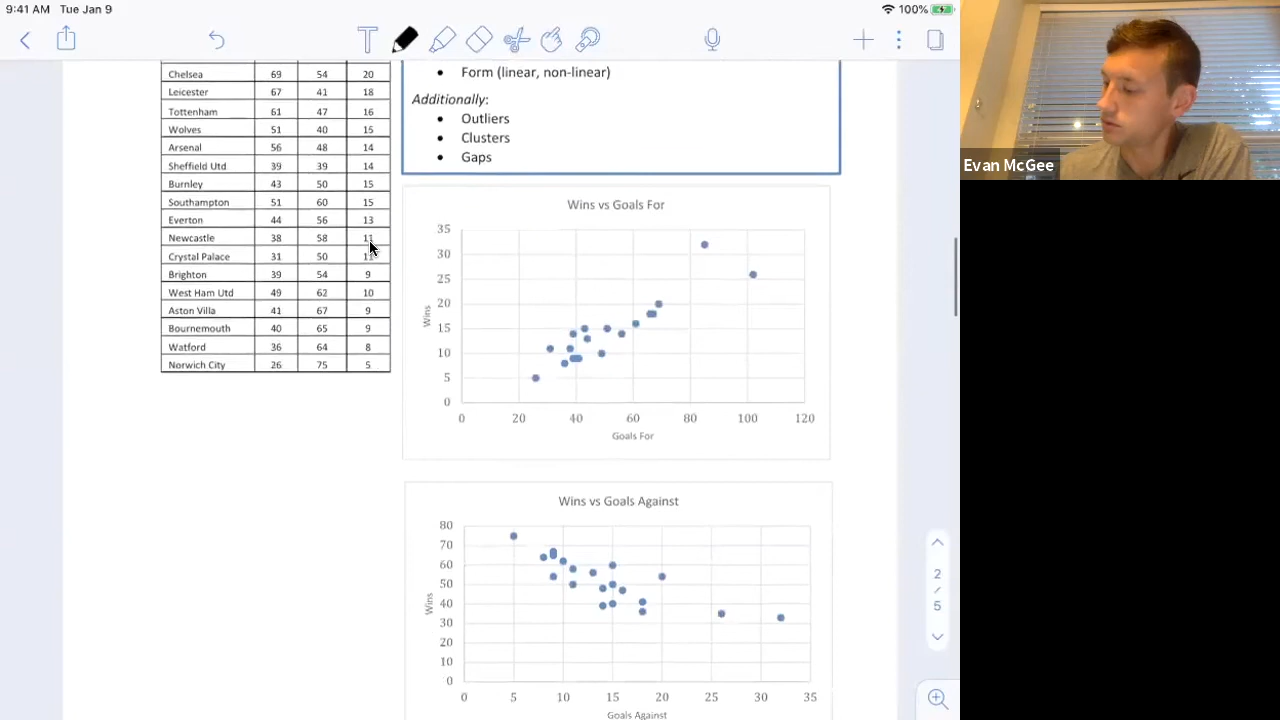 9:41 AM Tue Jan 9
100%
T
Chelsea 69 54 20
Leicester 67 41 18
Tottenham 61 47 16
Wolves 51 40 15
Arsenal 56 48 14
Sheffield Utd 39 39 14
Burnley 43 50 15
Southampton 51 60 15
Everton 44 56 13
Newcastle 38 58 11
Crystal Palace 31 50 11
Brighton 39 54 9
West Ham Utd 49 62 10
Aston Villa 41 67 9
Bournemouth 40 65 9
Watford 36 64 8
Norwich City 26 75 5
• Form (linear, non-linear)
Additionally:
• Outliers
• Clusters
• Gaps
Wins vs Goals For
35
30
25
20
15
10
5
0
Wins
0 20 40 60 80 100 120
Goals For
Wins vs Goals Against
80
70
60
50
40
30
20
10
0
Wins
0 5 10 15 20 25 30 35
Goals Against
2
/
5
Evan McGee